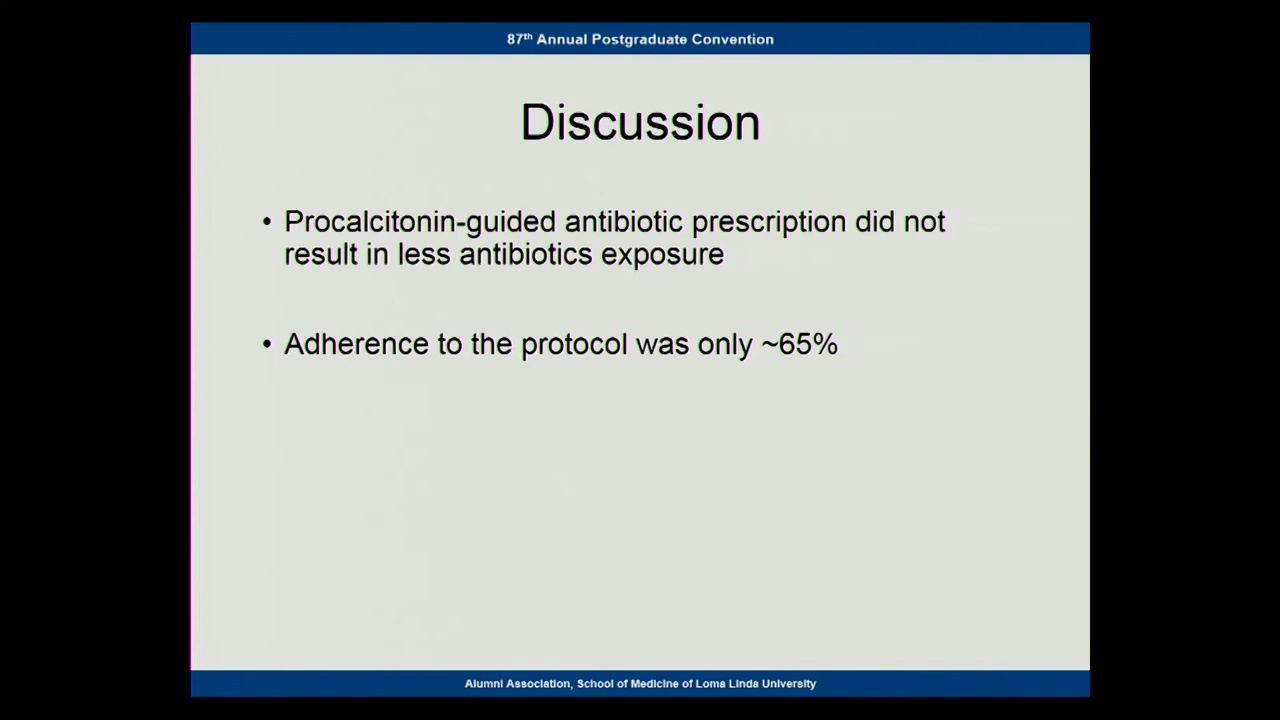 87th Annual Postgraduate Convention
Discussion
• Procalcitonin-guided antibiotic prescription did not
result in less antibiotics exposure
• Adherence to the protocol was only ~65%
Alumni Association, School of Medicine of Loma Linda University